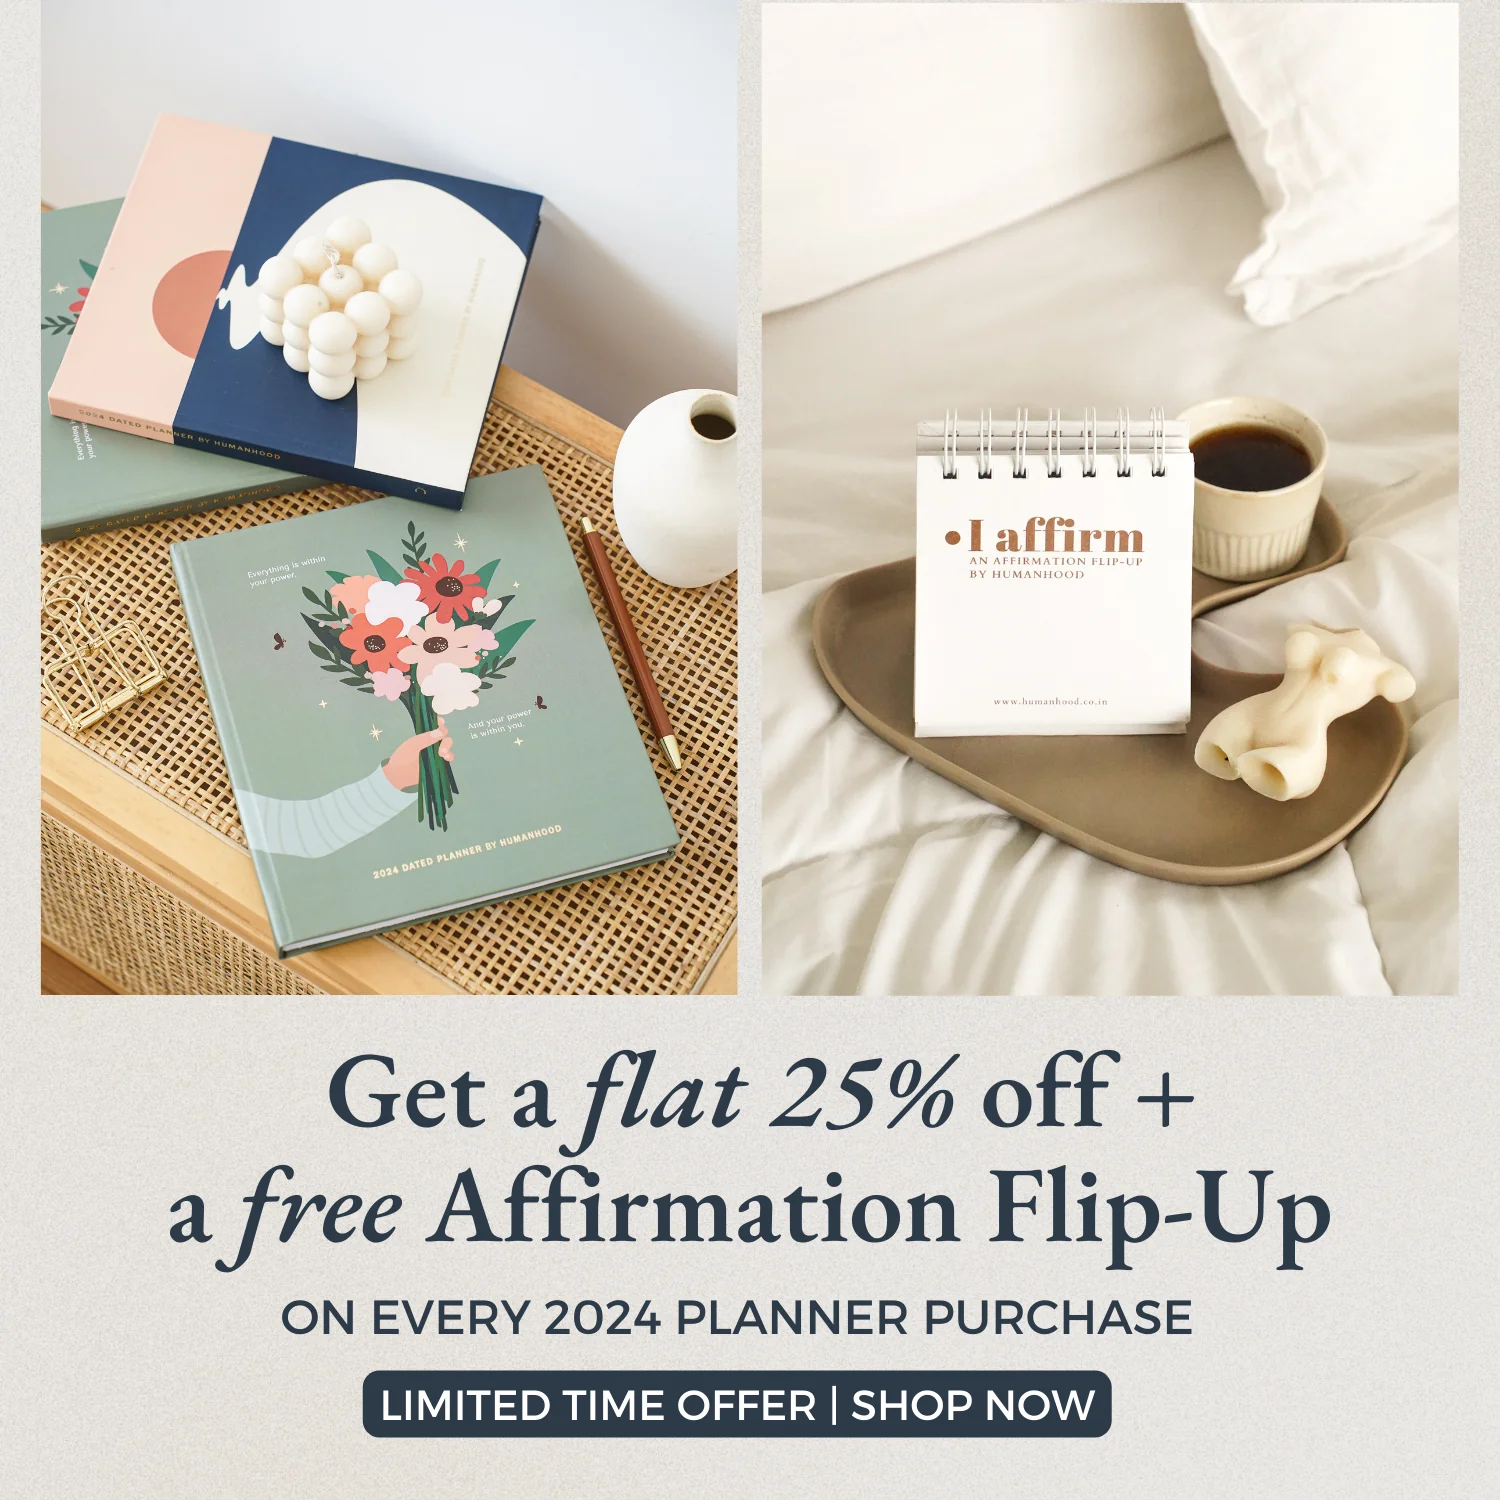 2024 DATED PLANNER BY HUMANHOOD
Everything is within
your power.
And your power
is within you.
2024 DATED PLANNER BY HUMANHOOD
I affirm
AN AFFIRMATION FLIP-UP
BY HUMANHOOD
www.humanhood.co.in
Get a flat 25% off +
a free Affirmation Flip-Up
ON EVERY 2024 PLANNER PURCHASE
LIMITED TIME OFFER | SHOP NOW